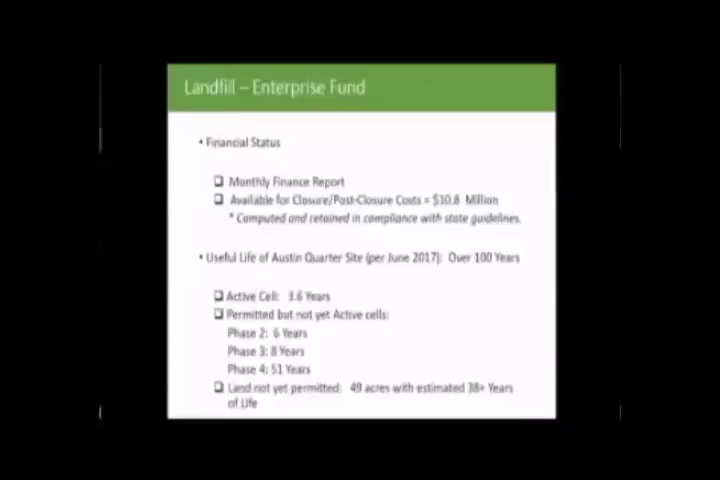 Landfill – Enterprise Fund
• Financial Status
❑ Monthly Finance Report
❑ Available for Closure/Post-Closure Costs = $10.8 Million
* Computed and retained in compliance with state guidelines.
• Useful Life of Austin Quarter Site (per June 2017): Over 100 Years
❑ Active Cell: 3.6 Years
❑ Permitted but not yet Active cells:
Phase 2: 6 Years
Phase 3: 8 Years
Phase 4: 51 Years
❑ Land not yet permitted: 49 acres with estimated 38+ Years
of Life